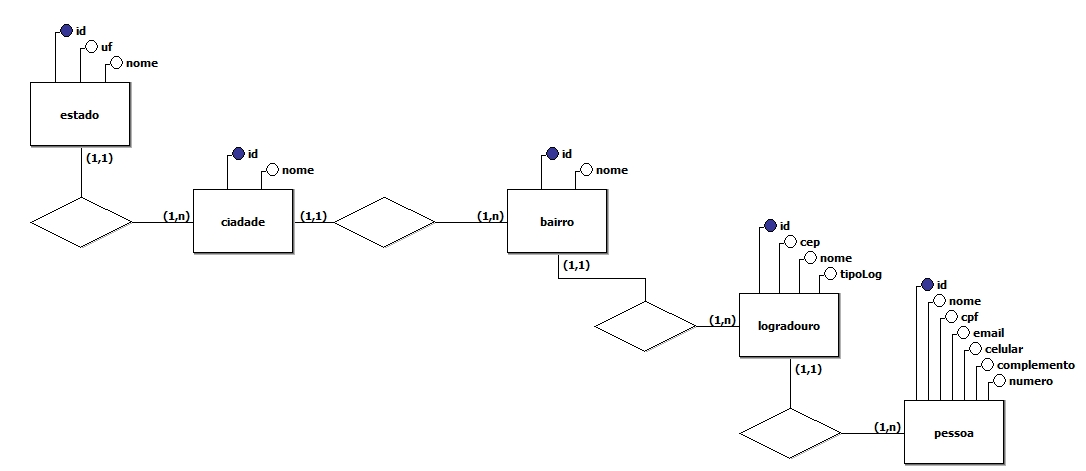 id
uf
nome
estado
(1,1)
(1,n)
id
nome
ciadade
(1,1)
(1,n)
id
nome
bairro
(1,1)
(1,n)
id
cep
nome
tipoLog
logradouro
(1,1)
(1,n)
id
nome
cpf
email
celular
complemento
numero
pessoa